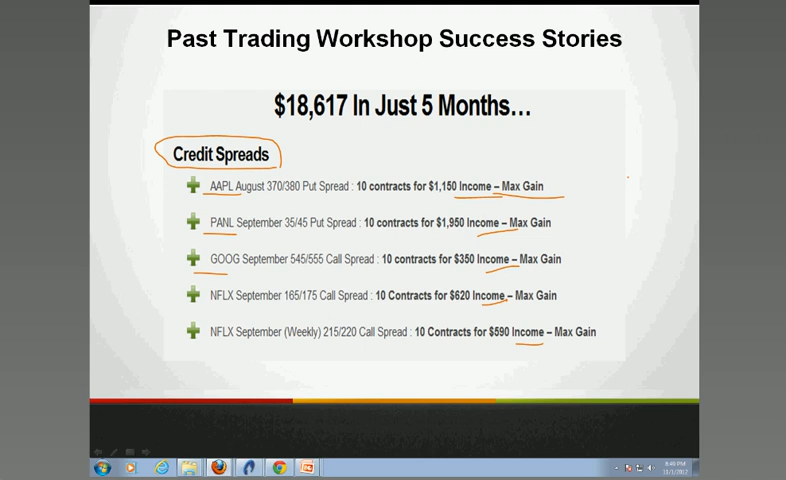 Past Trading Workshop Success Stories
$18,617 In Just 5 Months…
Credit Spreads
AAPL August 370/380 Put Spread : 10 contracts for $1,150 Income – Max Gain
PANL September 35/45 Put Spread : 10 contracts for $1,950 Income – Max Gain
GOOG September 545/555 Call Spread : 10 contracts for $350 Income – Max Gain
NFLX September 165/175 Call Spread : 10 Contracts for $620 Income – Max Gain
NFLX September (Weekly) 215/220 Call Spread : 10 Contracts for $590 Income – Max Gain